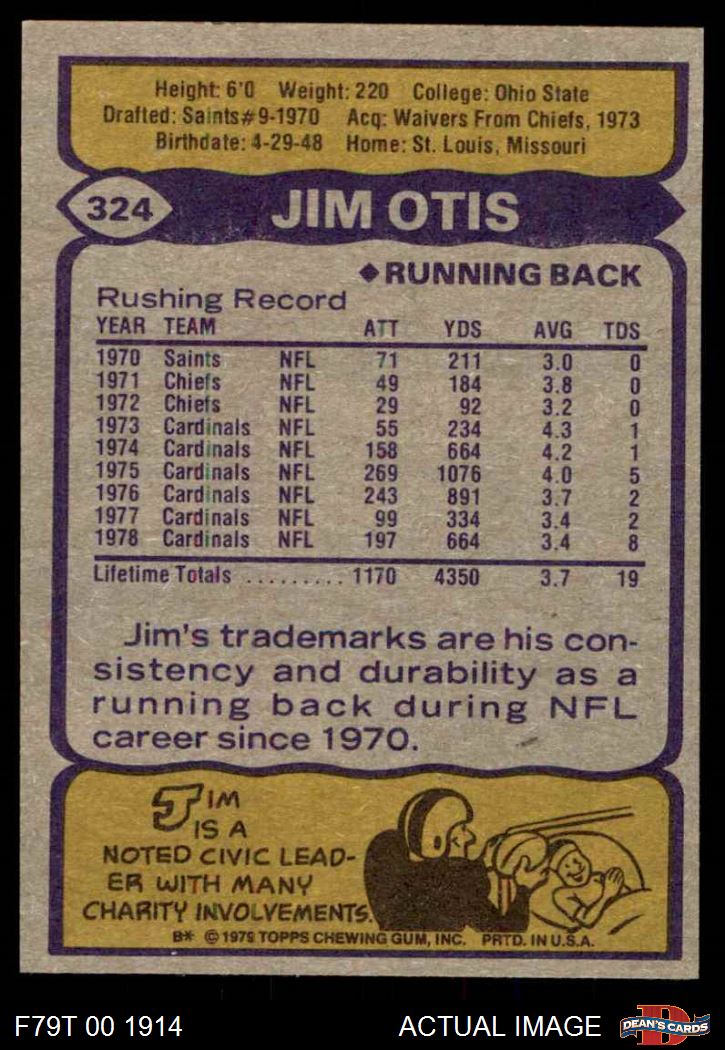 Height: 6'0 Weight: 220 College: Ohio State
Drafted: Saints#9-1970 Acq: Waivers From Chiefs, 1973
Birthdate: 4-29-48 Home: St. Louis, Missouri
324 JIM OTIS
◆RUNNING BACK
Rushing Record
YEAR TEAM ATT YDS AVG TDS
1970 Saints NFL 71 211 3.0 0
1971 Chiefs NFL 49 184 3.8 0
1972 Chiefs NFL 29 92 3.2 0
1973 Cardinals NFL 55 234 4.3 1
1974 Cardinals NFL 158 664 4.2 1
1975 Cardinals NFL 269 1076 4.0 5
1976 Cardinals NFL 243 891 3.7 2
1977 Cardinals NFL 99 334 3.4 2
1978 Cardinals NFL 197 664 3.4 8
Lifetime Totals .......... 1170 4350 3.7 19
Jim's trademarks are his con-
sistency and durability as a
running back during NFL
career since 1970.
JIM
IS A
NOTED CIVIC LEAD-
ER WITH MANY
CHARITY INVOLVEMENTS.
B* © 1979 TOPPS CHEWING GUM, INC. PRTD. IN U.S.A.
F79T 00 1914 ACTUAL IMAGE D DEAN'S CARDS